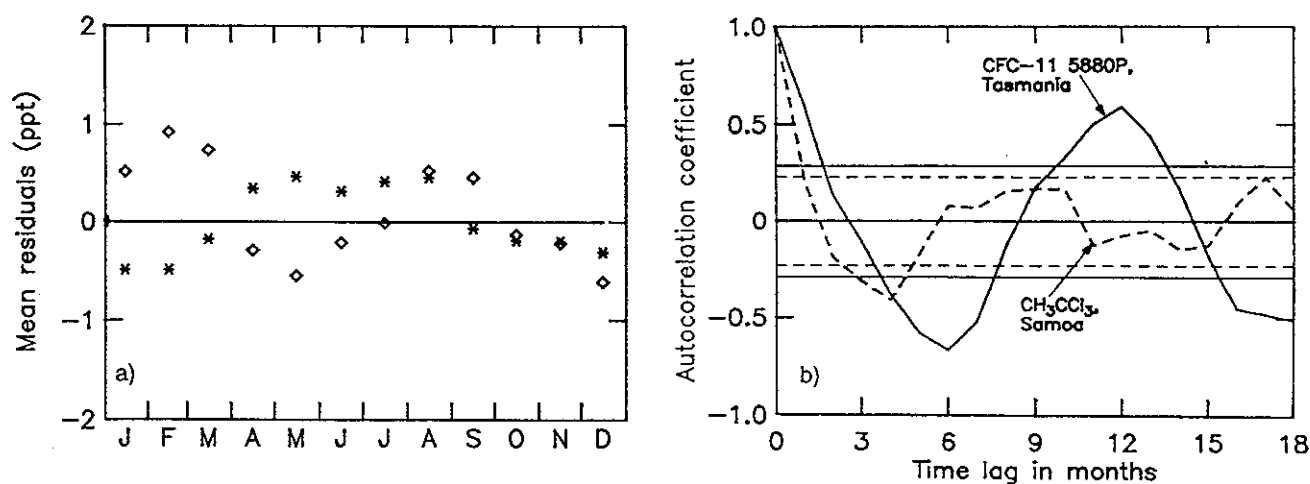 2
1
0
−1
−2
Mean residuals (ppt)
a)
J F M A M J J A S O N D
1.0
0.5
0
−0.5
−1.0
Autocorrelation coefficient
CFC−11 5880P,
Tasmania
CH₃CCl₃,
Samoa
b)
0 3 6 9 12 15 18
Time lag in months